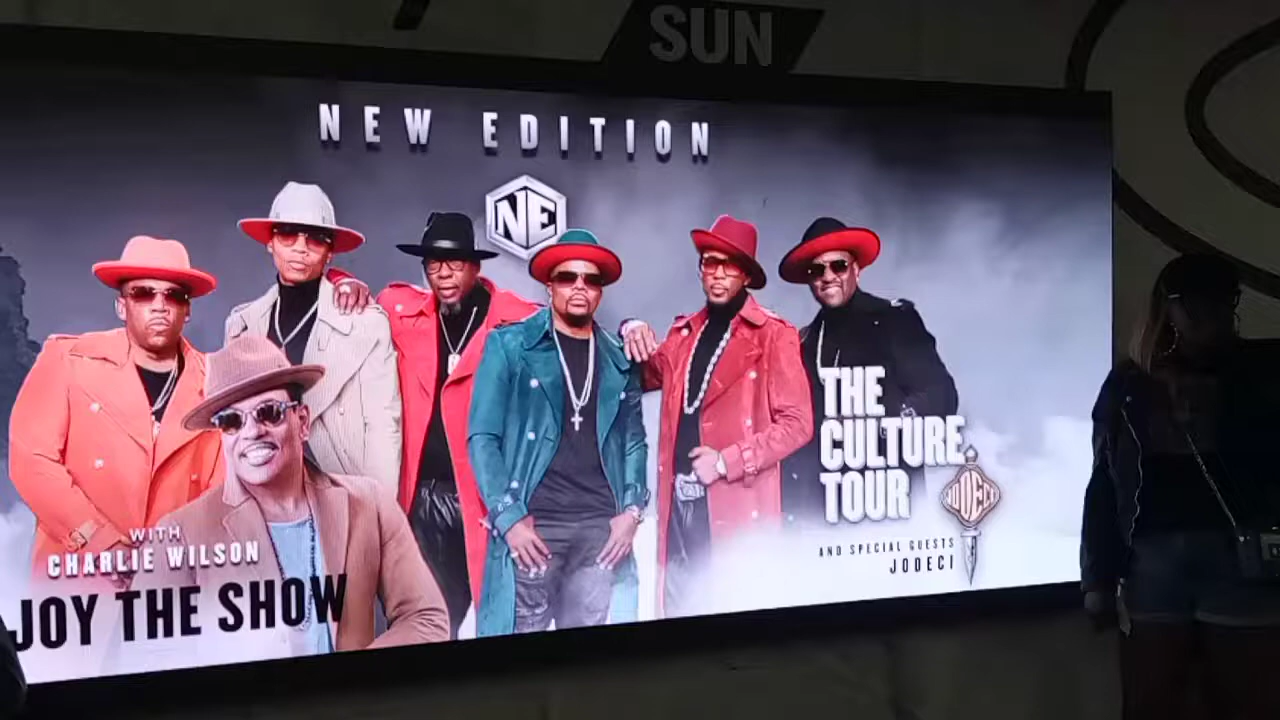 SUN
NEW EDITION
NE
THE
CULTURE
TOUR
JODECI
AND SPECIAL GUESTS
JODECI
WITH
CHARLIE WILSON
JOY THE SHOW